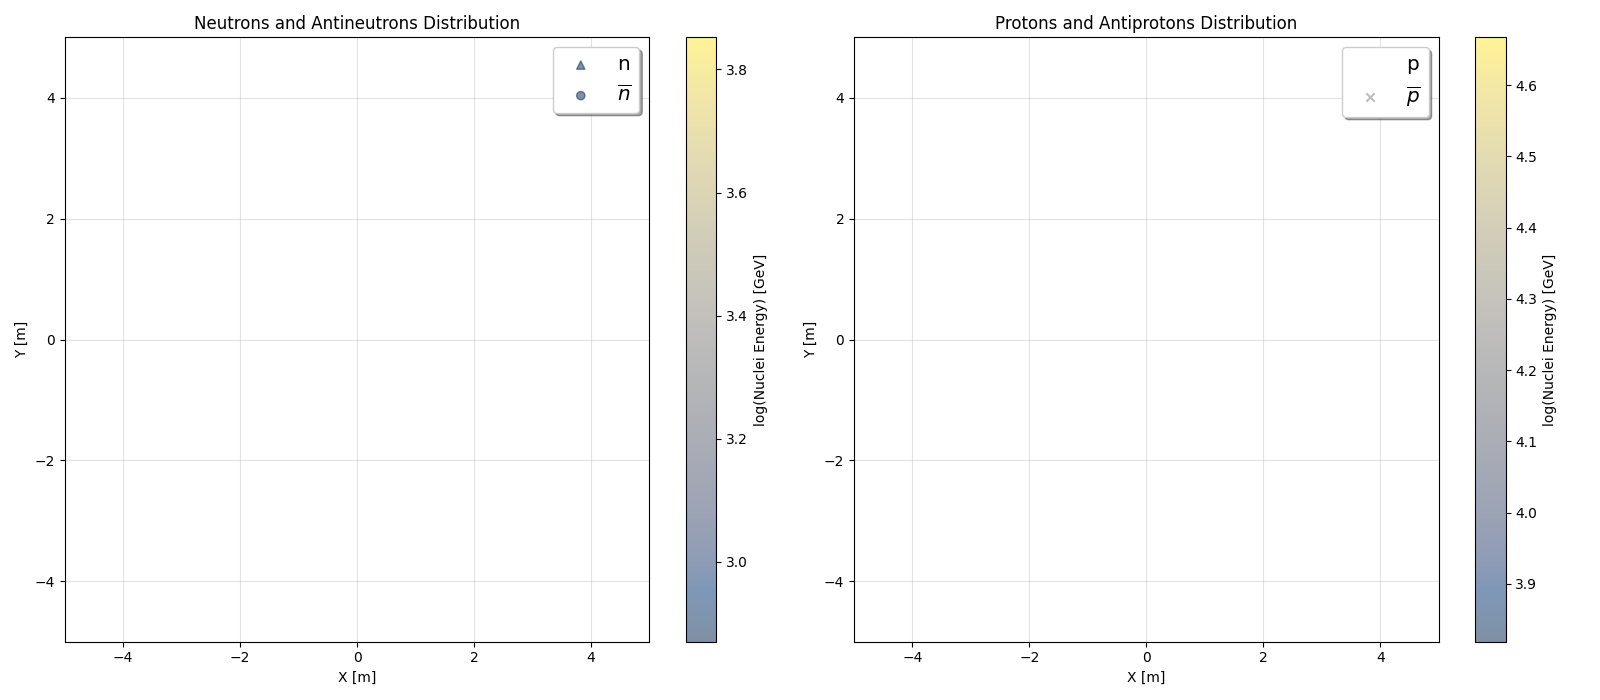 Neutrons and Antineutrons Distribution
n
n̅
4
2
0
−2
−4
Y [m]
−4 −2 0 2 4
X [m]
3.8
3.6
3.4
3.2
3.0
log(Nuclei Energy) [GeV]
Protons and Antiprotons Distribution
p
p̅
4
2
0
−2
−4
Y [m]
−4 −2 0 2 4
X [m]
4.6
4.5
4.4
4.3
4.2
4.1
4.0
3.9
log(Nuclei Energy) [GeV]